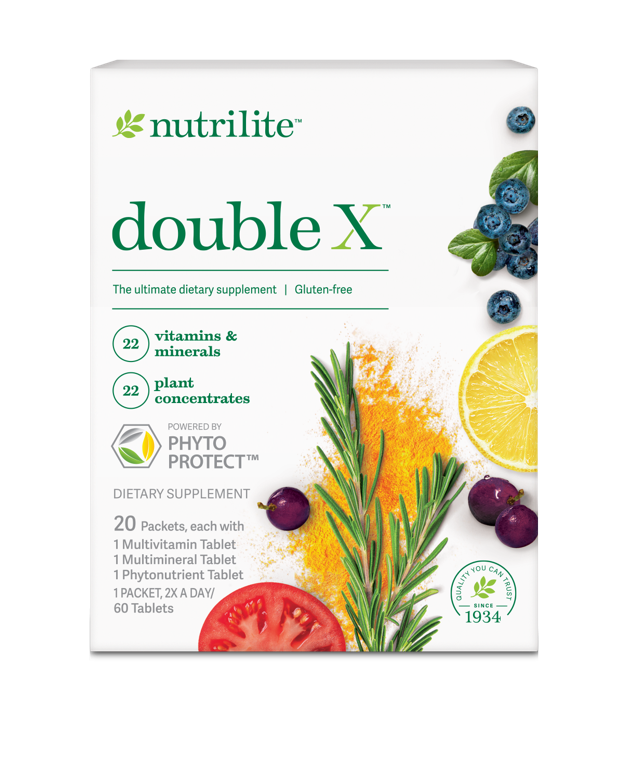 nutrilite™
double X™
The ultimate dietary supplement | Gluten-free
22 vitamins &
minerals
22 plant
concentrates
POWERED BY
PHYTO
PROTECT™
DIETARY SUPPLEMENT
20 Packets, each with
1 Multivitamin Tablet
1 Multimineral Tablet
1 Phytonutrient Tablet
1 PACKET, 2X A DAY/
60 Tablets
QUALITY YOU CAN TRUST
SINCE
1934